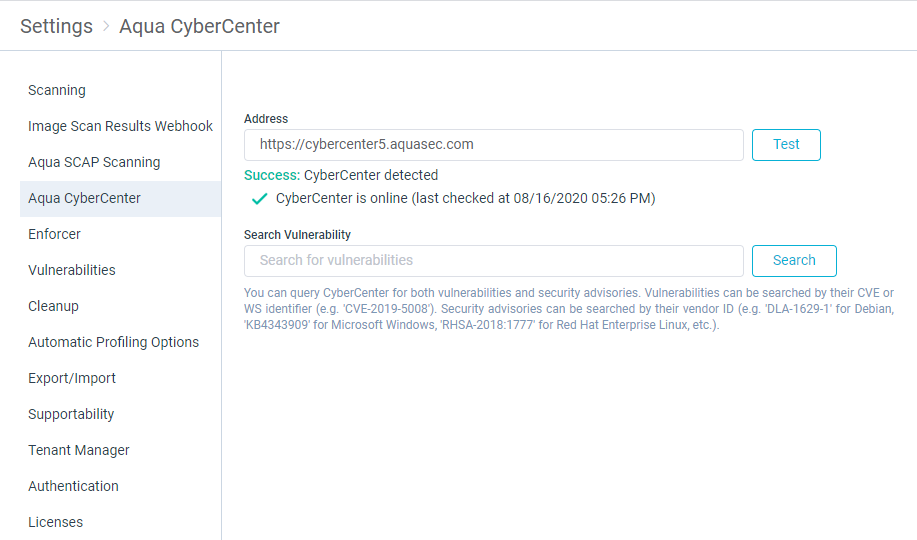 Settings > Aqua CyberCenter
Scanning
Image Scan Results Webhook
Aqua SCAP Scanning
Aqua CyberCenter
Enforcer
Vulnerabilities
Cleanup
Automatic Profiling Options
Export/Import
Supportability
Tenant Manager
Authentication
Licenses
Address
https://cybercenter5.aquasec.com
Test
Success: CyberCenter detected
CyberCenter is online (last checked at 08/16/2020 05:26 PM)
Search Vulnerability
Search for vulnerabilities
Search
You can query CyberCenter for both vulnerabilities and security advisories. Vulnerabilities can be searched by their CVE or
WS identifier (e.g. 'CVE-2019-5008'). Security advisories can be searched by their vendor ID (e.g. 'DLA-1629-1' for Debian,
'KB4343909' for Microsoft Windows, 'RHSA-2018:1777' for Red Hat Enterprise Linux, etc.).